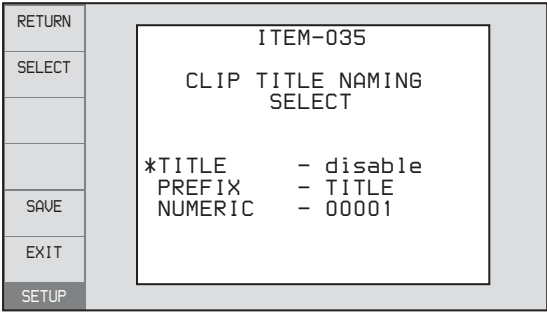 RETURN
SELECT
SAVE
EXIT
SETUP
ITEM-035
CLIP TITLE NAMING
SELECT
*TITLE - disable
PREFIX - TITLE
NUMERIC - 00001